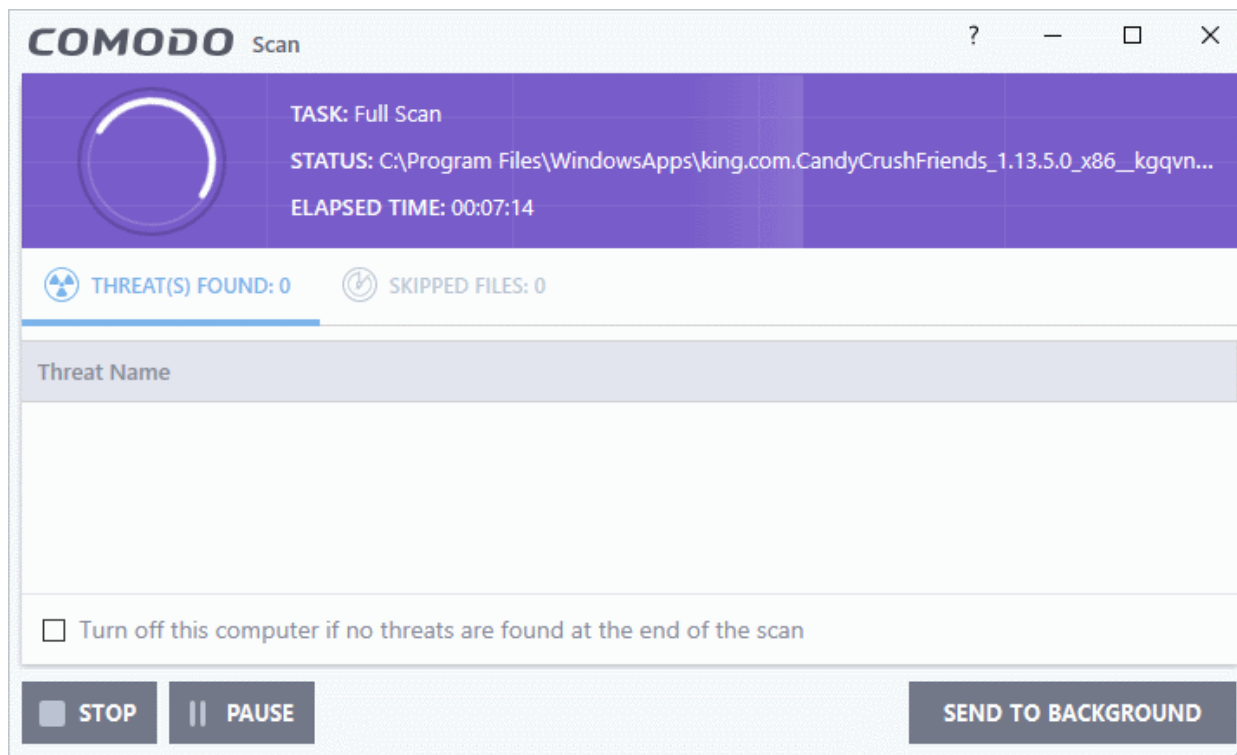 COMODO Scan ?
TASK: Full Scan
STATUS: C:\Program Files\WindowsApps\king.com.CandyCrushFriends_1.13.5.0_x86__kgqvn...
ELAPSED TIME: 00:07:14
THREAT(S) FOUND: 0 SKIPPED FILES: 0
Threat Name
Turn off this computer if no threats are found at the end of the scan
STOP PAUSE SEND TO BACKGROUND